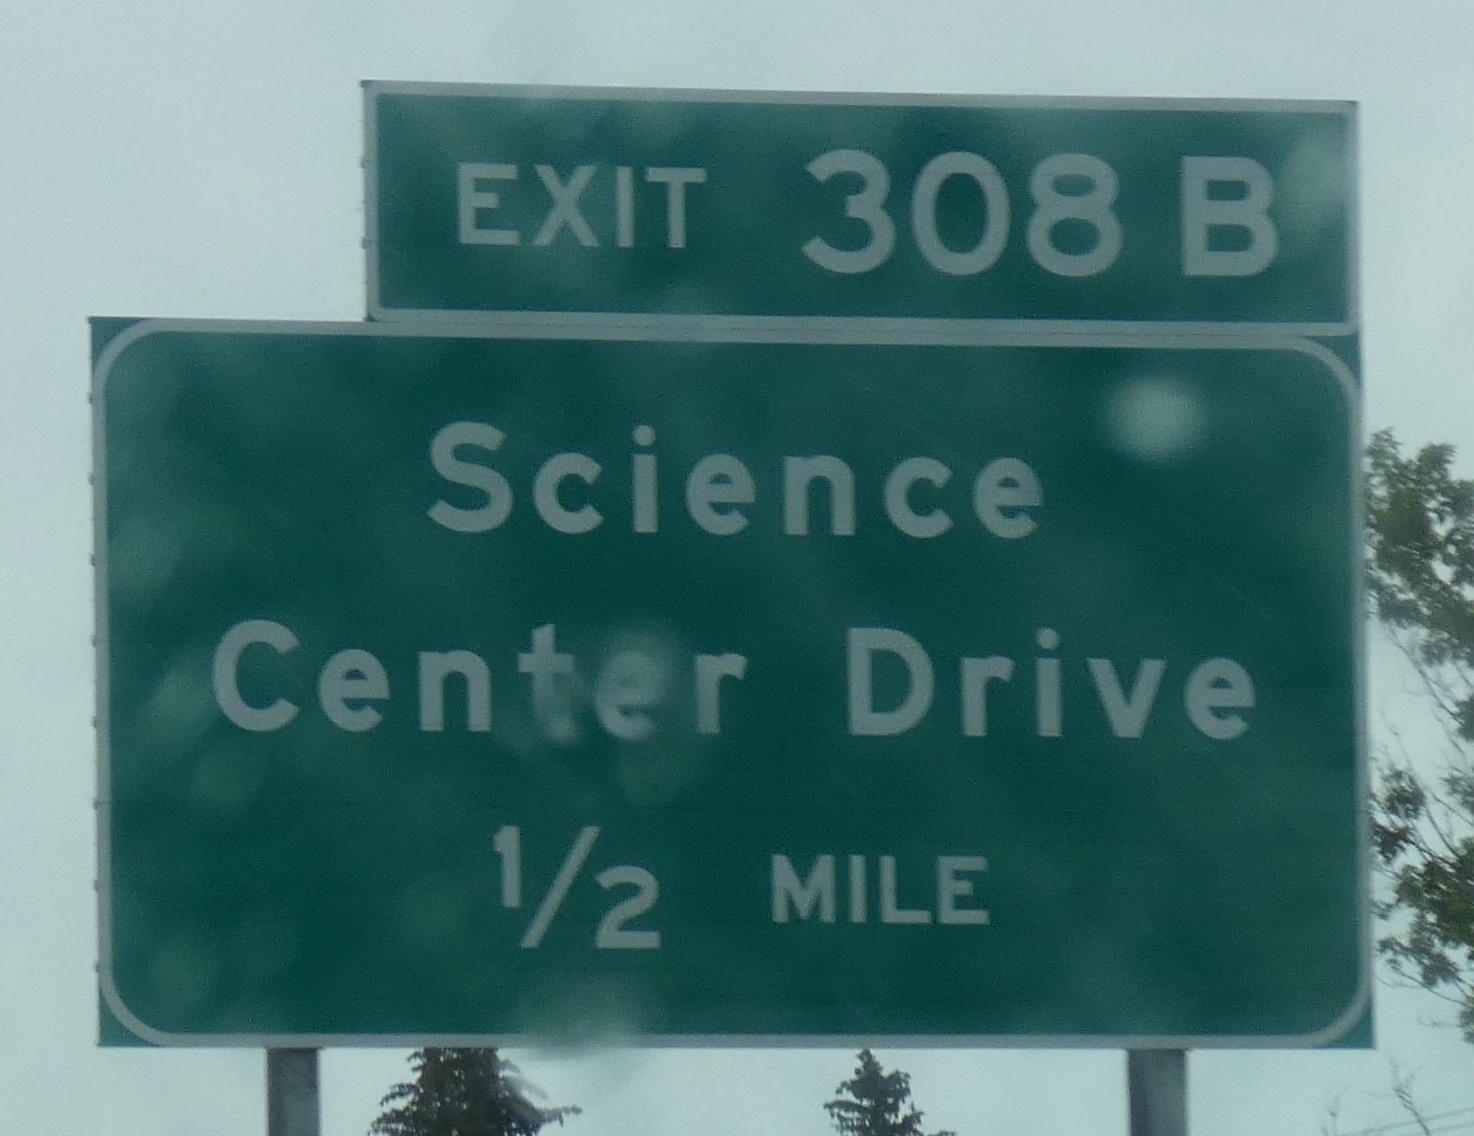 EXIT 308 B
Science
Center Drive
1/2 MILE